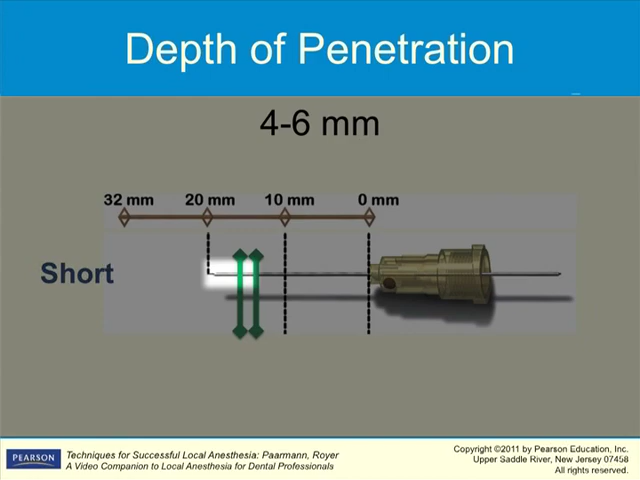 Depth of Penetration
4-6 mm
32 mm 20 mm 10 mm 0 mm
Short
PEARSON
Techniques for Successful Local Anesthesia: Paarmann, Royer
A Video Companion to Local Anesthesia for Dental Professionals
Copyright ©2011 by Pearson Education, Inc.
Upper Saddle River, New Jersey 07458
All rights reserved.